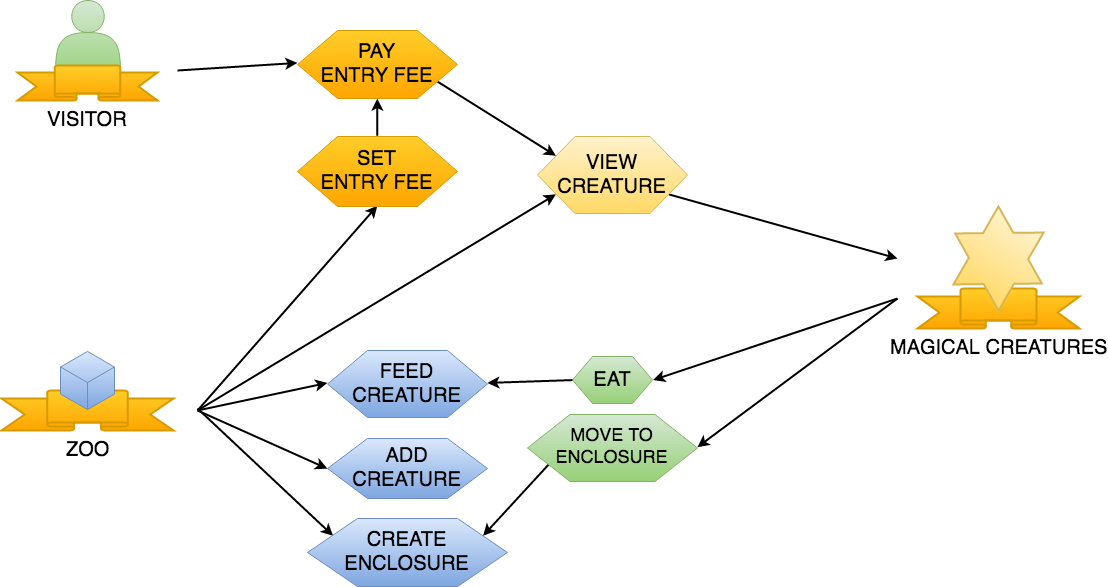 VISITOR
PAY
ENTRY FEE
SET
ENTRY FEE
VIEW
CREATURE
MAGICAL CREATURES
ZOO
FEED
CREATURE
EAT
ADD
CREATURE
MOVE TO
ENCLOSURE
CREATE
ENCLOSURE